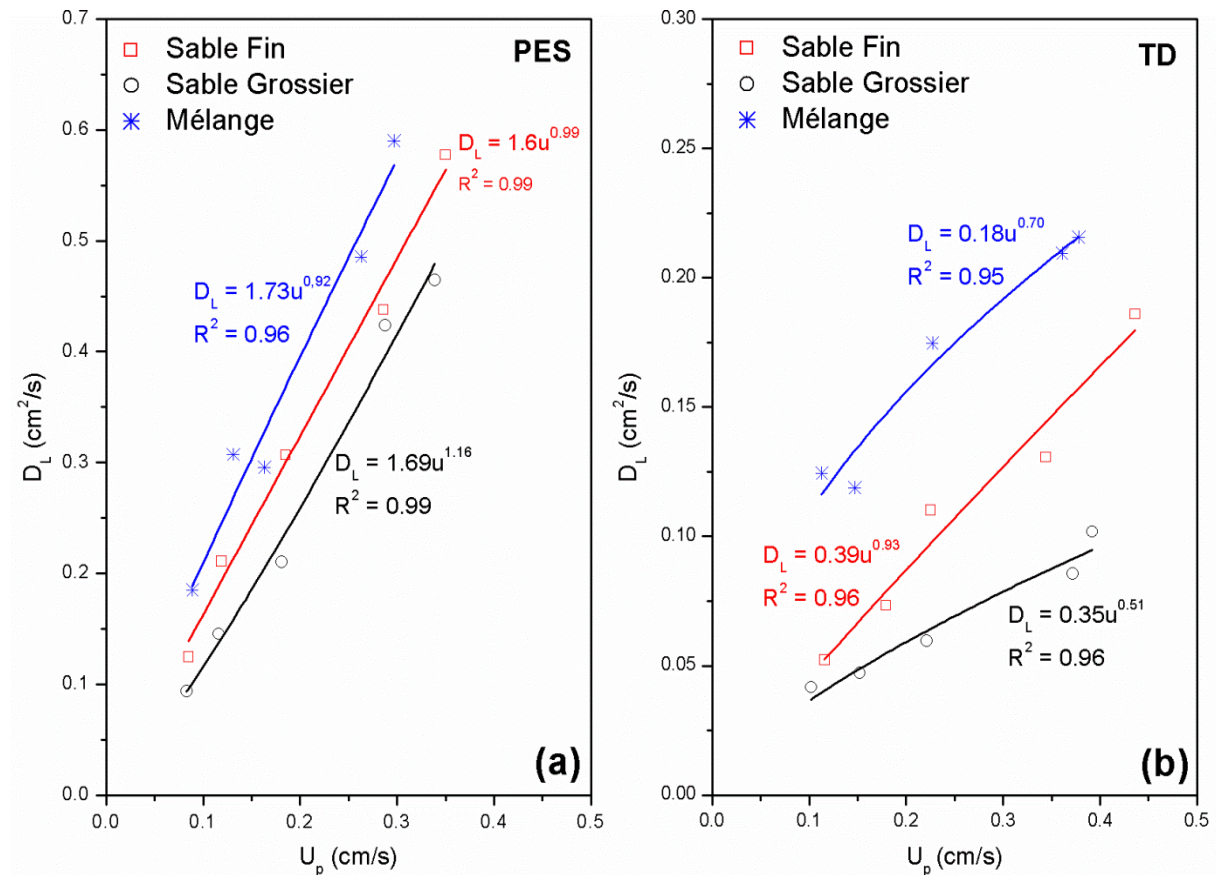 PES
Sable Fin
Sable Grossier
Mélange
D_L = 1.6u^0.99
R^2 = 0.99
D_L = 1.73u^0,92
R^2 = 0.96
D_L = 1.69u^1.16
R^2 = 0.99
(a)
D_L (cm^2/s)
0.7
0.6
0.5
0.4
0.3
0.2
0.1
0.0
0.0 0.1 0.2 0.3 0.4 0.5
U_p (cm/s)
TD
Sable Fin
Sable Grossier
Mélange
D_L = 0.18u^0.70
R^2 = 0.95
D_L = 0.39u^0.93
R^2 = 0.96
D_L = 0.35u^0.51
R^2 = 0.96
(b)
D_L (cm^2/s)
0.30
0.25
0.20
0.15
0.10
0.05
0.00
0.0 0.1 0.2 0.3 0.4 0.5
U_p (cm/s)